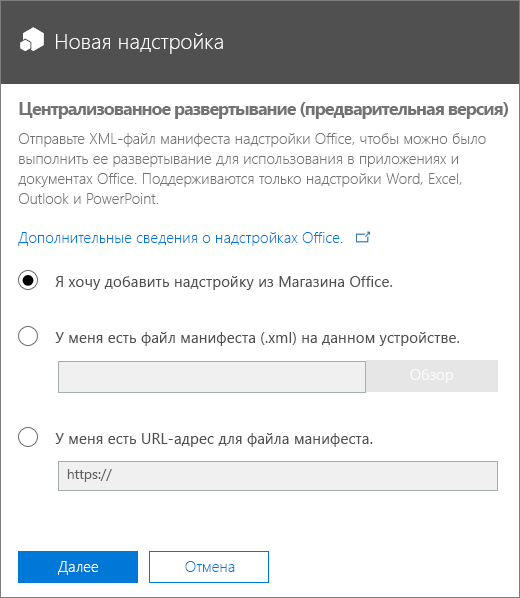 Новая надстройка
Централизованное развертывание (предварительная версия)
Отправьте XML-файл манифеста надстройки Office, чтобы можно было
выполнить ее развертывание для использования в приложениях и
документах Office. Поддерживаются только надстройки Word, Excel,
Outlook и PowerPoint.
Дополнительные сведения о надстройках Office.
Я хочу добавить надстройку из Магазина Office.
У меня есть файл манифеста (.xml) на данном устройстве.
Обзор
У меня есть URL-адрес для файла манифеста.
https://
Далее
Отмена